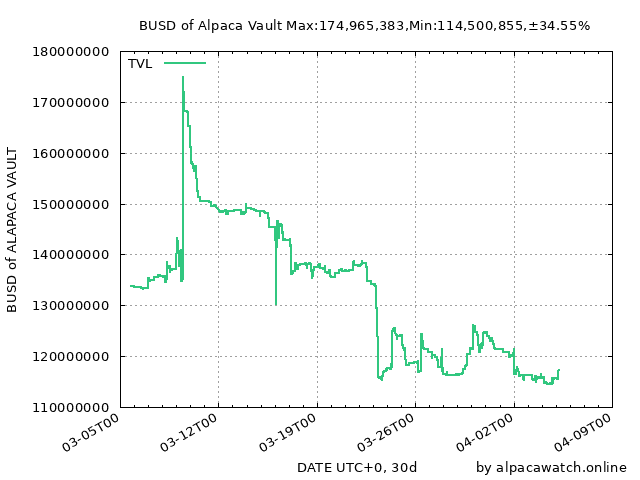 BUSD of Alpaca Vault Max:174,965,383,Min:114,500,855,±34.55%
180000000
TVL
170000000
160000000
150000000
140000000
130000000
120000000
110000000
BUSD of ALAPACA VAULT
03-05T00
03-12T00
03-19T00
03-26T00
04-02T00
04-09T00
DATE UTC+0, 30d
by alpacawatch.online